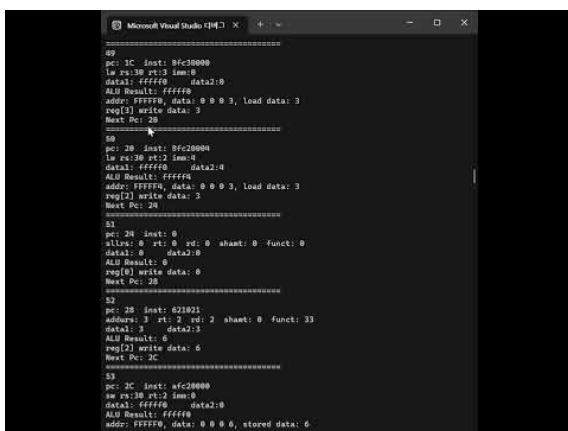 Microsoft Visual Studio 디버그
=====================================
49
pc: 1C inst: 8fc30000
lw rs:30 rt:3 imm:0
data1: fffff0 data2:0
ALU Result: fffff0
addr: FFFFF0, data: 0 0 0 3, load data: 3
reg[3] write data: 3
Next Pc: 20
=====================================
50
pc: 20 inst: 8fc20004
lw rs:30 rt:2 imm:4
data1: fffff0 data2:4
ALU Result: fffff4
addr: FFFFF4, data: 0 0 0 3, load data: 3
reg[2] write data: 3
Next Pc: 24
=====================================
51
pc: 24 inst: 0
sllrs: 0 rt: 0 rd: 0 shamt: 0 funct: 0
data1: 0 data2:0
ALU Result: 0
reg[0] write data: 0
Next Pc: 28
=====================================
52
pc: 28 inst: 621021
addurs: 3 rt: 2 rd: 2 shamt: 0 funct: 33
data1: 3 data2:3
ALU Result: 6
reg[2] write data: 6
Next Pc: 2C
=====================================
53
pc: 2C inst: afc20000
sw rs:30 rt:2 imm:0
data1: fffff0 data2:0
ALU Result: fffff0
addr: FFFFF0, data: 0 0 0 6, stored data: 6